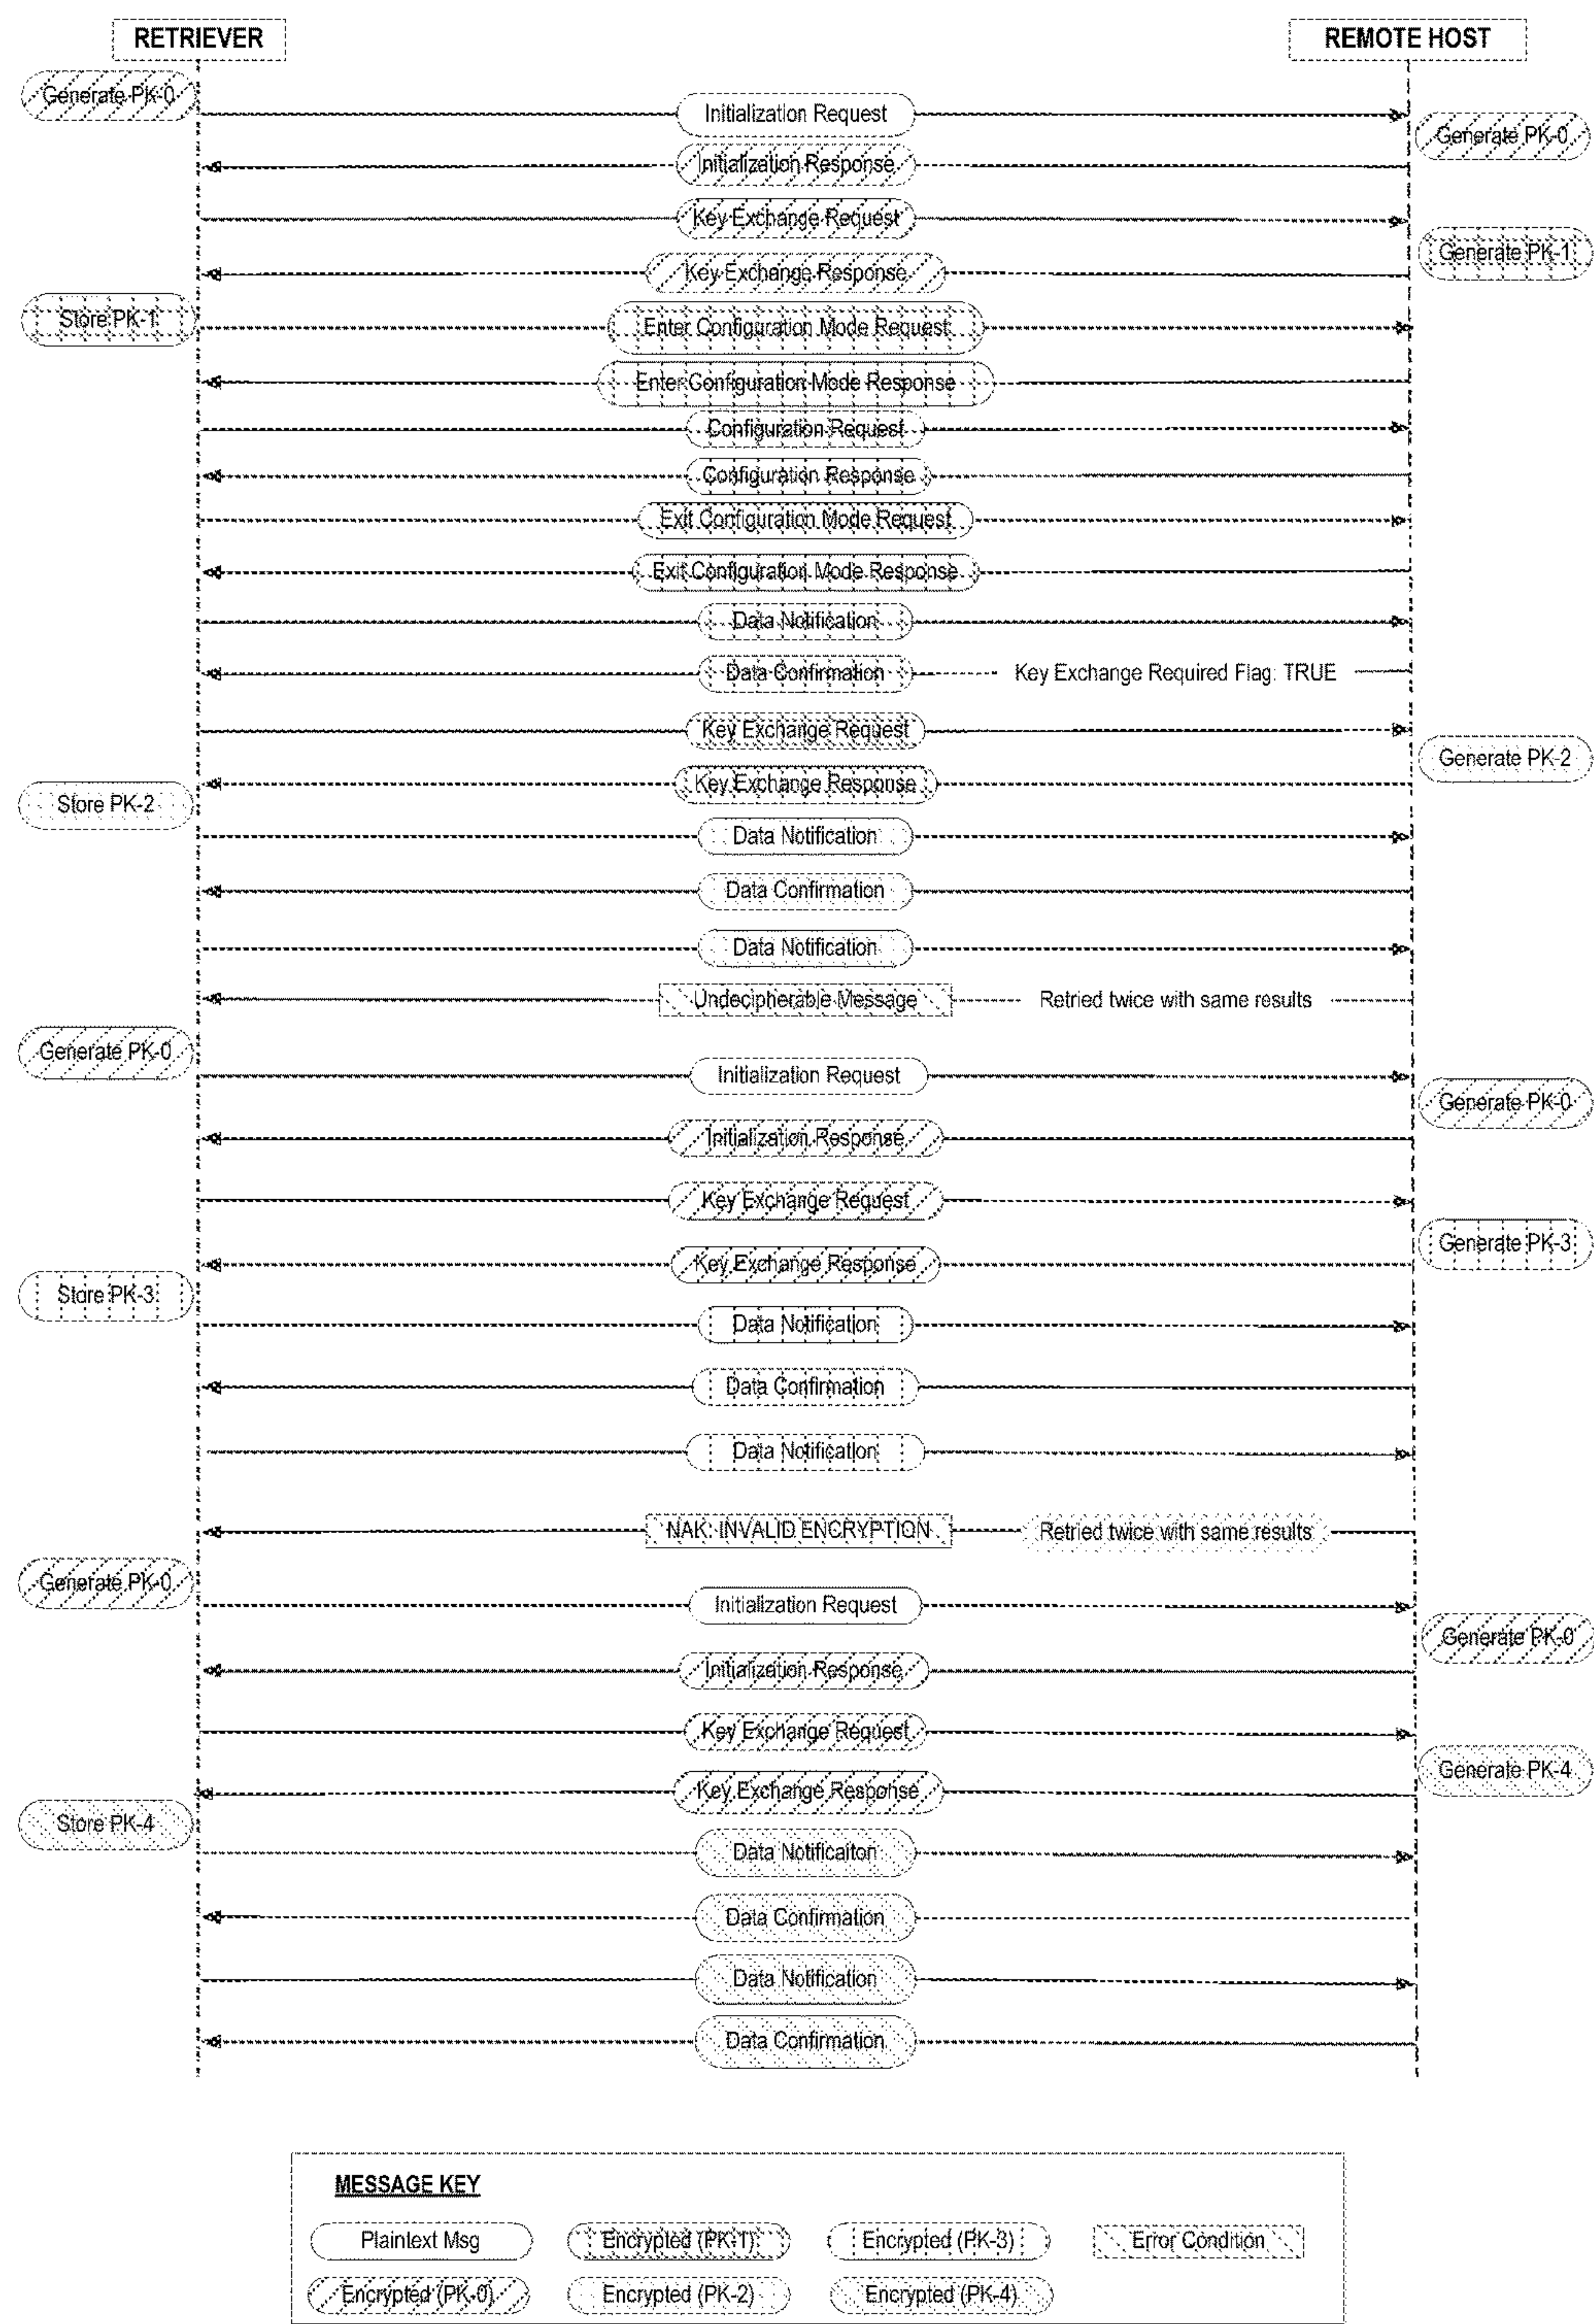 RETRIEVER
REMOTE HOST
Generate PK-0
Initialization Request
Generate PK-0
Initialization Response
Key Exchange Request
Generate PK-1
Key Exchange Response
Store PK-1
Enter Configuration Mode Request
Enter Configuration Mode Response
Configuration Request
Configuration Response
Exit Configuration Mode Request
Exit Configuration Mode Response
Data Notification
Data Confirmation Key Exchange Required Flag: TRUE
Key Exchange Request
Generate PK-2
Key Exchange Response
Store PK-2
Data Notification
Data Confirmation
Data Notification
Undecipherable Message Retried twice with same results
Generate PK-0
Initialization Request
Generate PK-0
Initialization Response
Key Exchange Request
Generate PK-3
Key Exchange Response
Store PK-3
Data Notification
Data Confirmation
Data Notification
NAK: INVALID ENCRYPTION Retried twice with same results
Generate PK-0
Initialization Request
Generate PK-0
Initialization Response
Key Exchange Request
Generate PK-4
Key Exchange Response
Store PK-4
Data Notificaiton
Data Confirmation
Data Notification
Data Confirmation
MESSAGE KEY
Plaintext Msg Encrypted (PK-1) Encrypted (PK-3) Error Condition
Encrypted (PK-0) Encrypted (PK-2) Encrypted (PK-4)